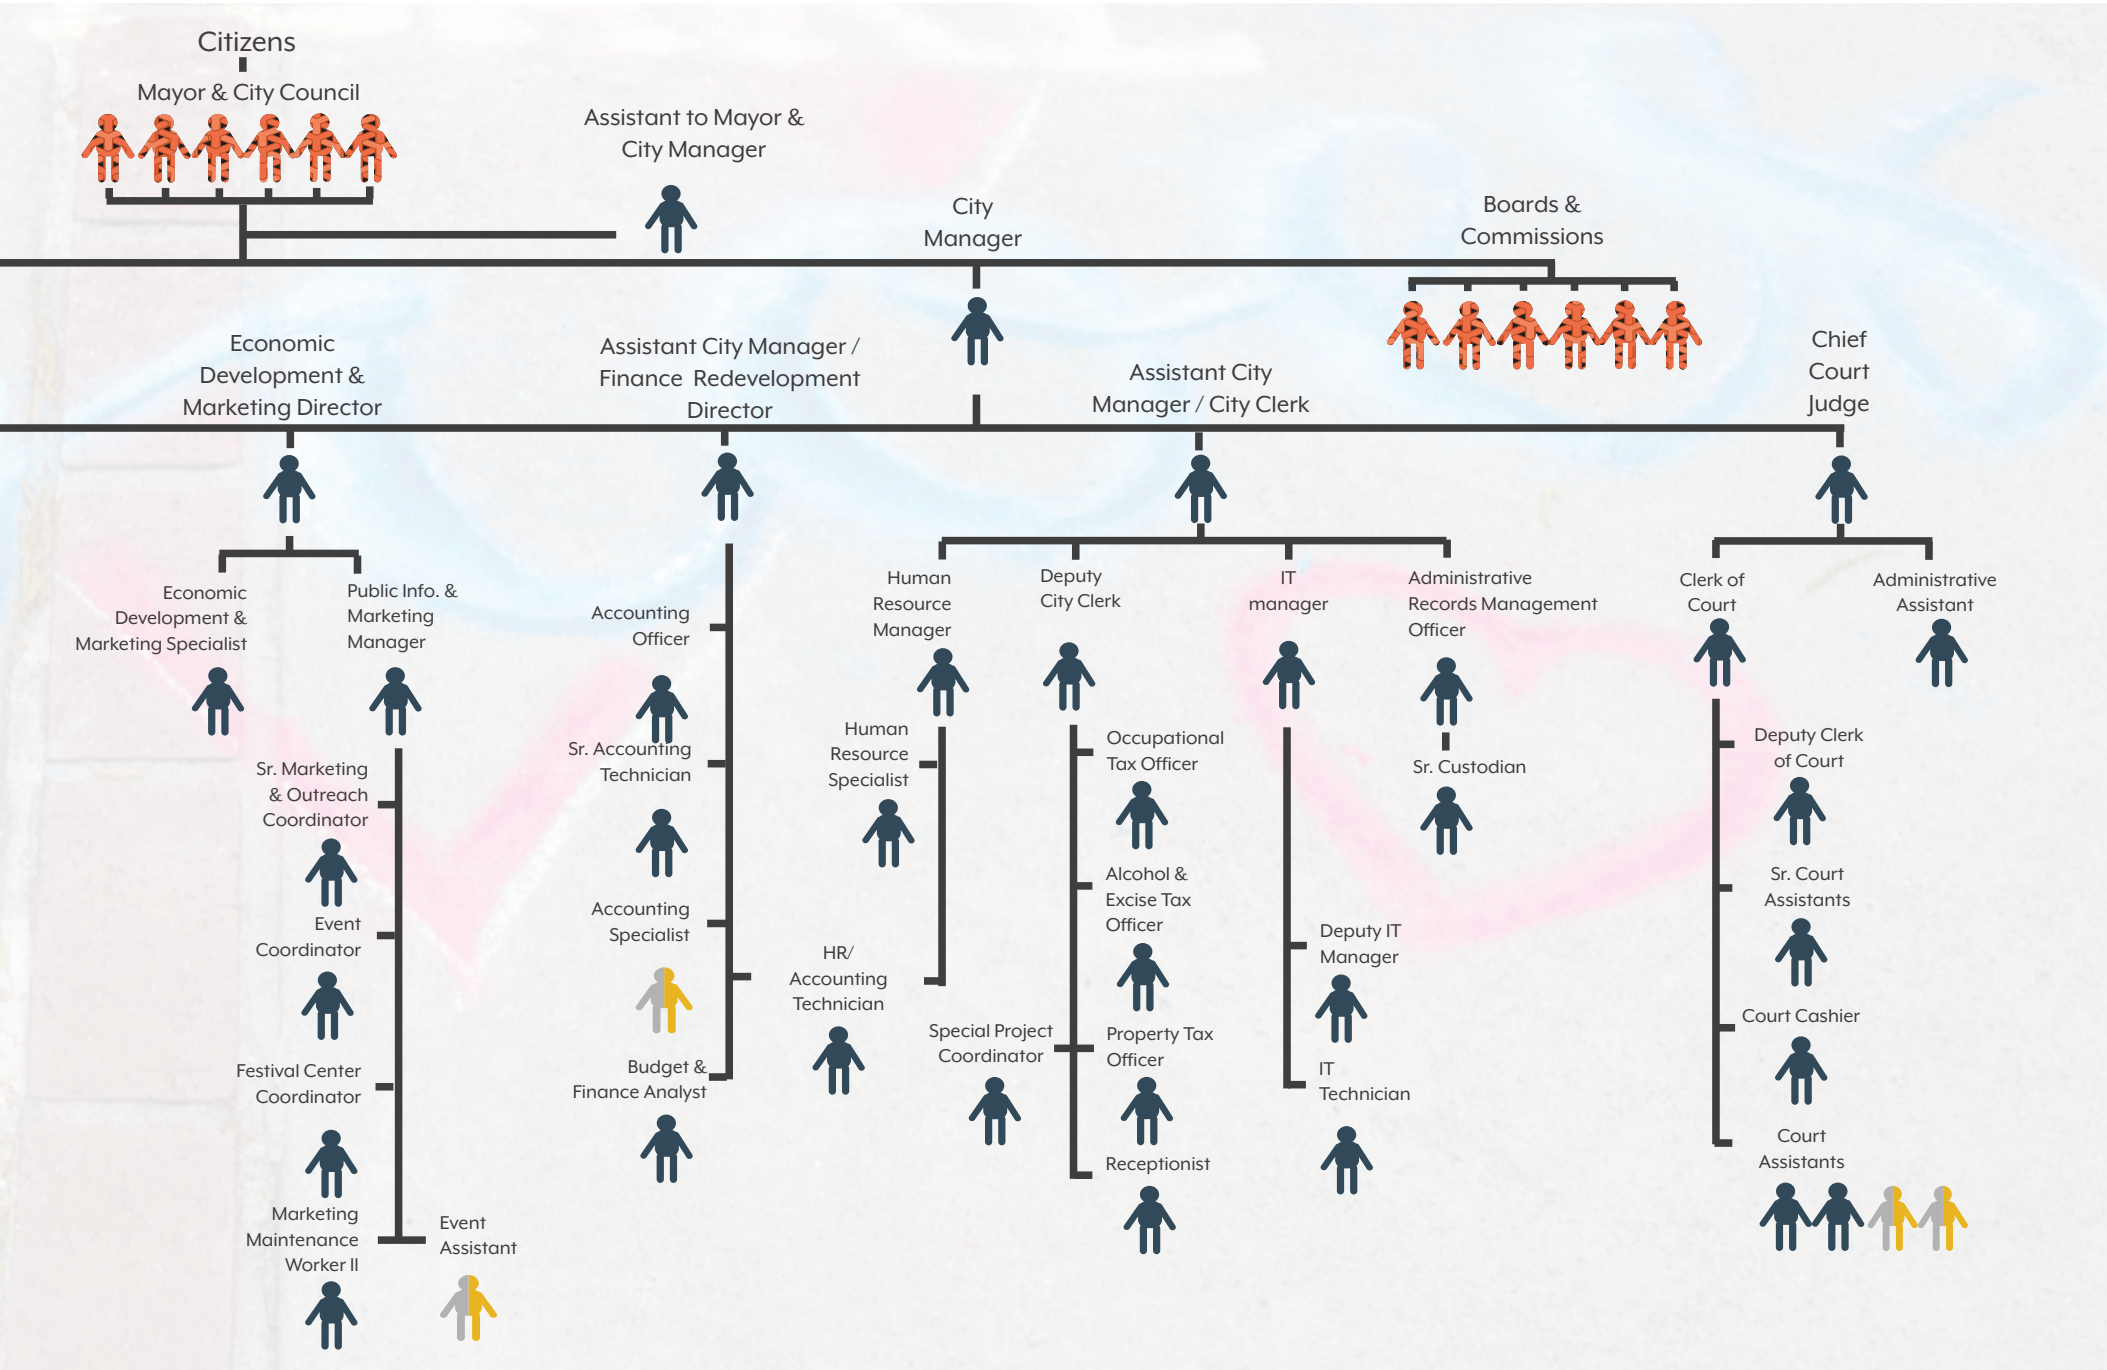 Citizens
Mayor & City Council
Assistant to Mayor &
City Manager
City
Manager
Boards &
Commissions
Economic
Development &
Marketing Director
Assistant City Manager /
Finance Redevelopment
Director
Assistant City
Manager / City Clerk
Chief
Court
Judge
Economic
Development &
Marketing Specialist
Public Info. &
Marketing
Manager
Sr. Marketing
& Outreach
Coordinator
Event
Coordinator
Festival Center
Coordinator
Marketing
Maintenance
Worker II
Event
Assistant
Accounting
Officer
Sr. Accounting
Technician
Accounting
Specialist
Budget &
Finance Analyst
HR/
Accounting
Technician
Human
Resource
Manager
Human
Resource
Specialist
Deputy
City Clerk
Occupational
Tax Officer
Alcohol &
Excise Tax
Officer
Special Project
Coordinator
Property Tax
Officer
Receptionist
IT
manager
Deputy IT
Manager
IT
Technician
Administrative
Records Management
Officer
Sr. Custodian
Clerk of
Court
Administrative
Assistant
Deputy Clerk
of Court
Sr. Court
Assistants
Court Cashier
Court
Assistants